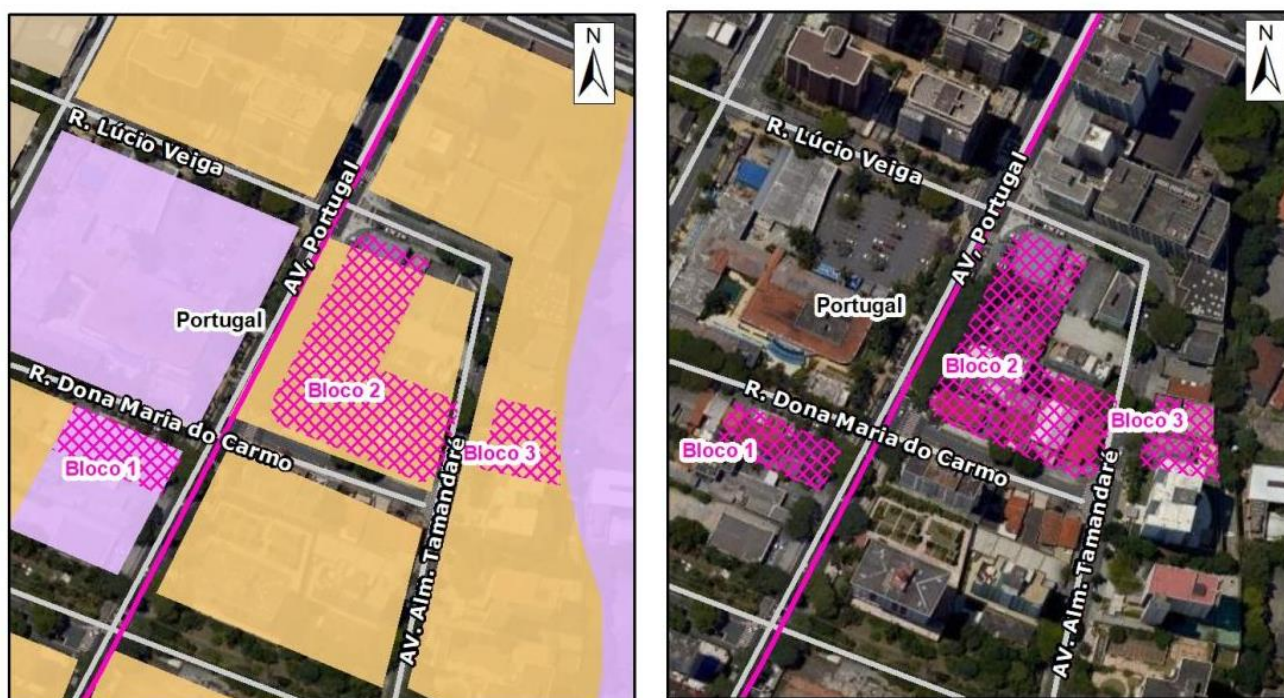 N
R. Lúcio Veiga
AV, Portugal
Portugal
R. Dona Maria do Carmo
Bloco 2
Bloco 1
Bloco 3
AV. Alm. Tamandaré
N
R. Lúcio Veiga
AV, Portugal
Portugal
R. Dona Maria do Carmo
Bloco 2
Bloco 1
Bloco 3
AV. Alm. Tamandaré